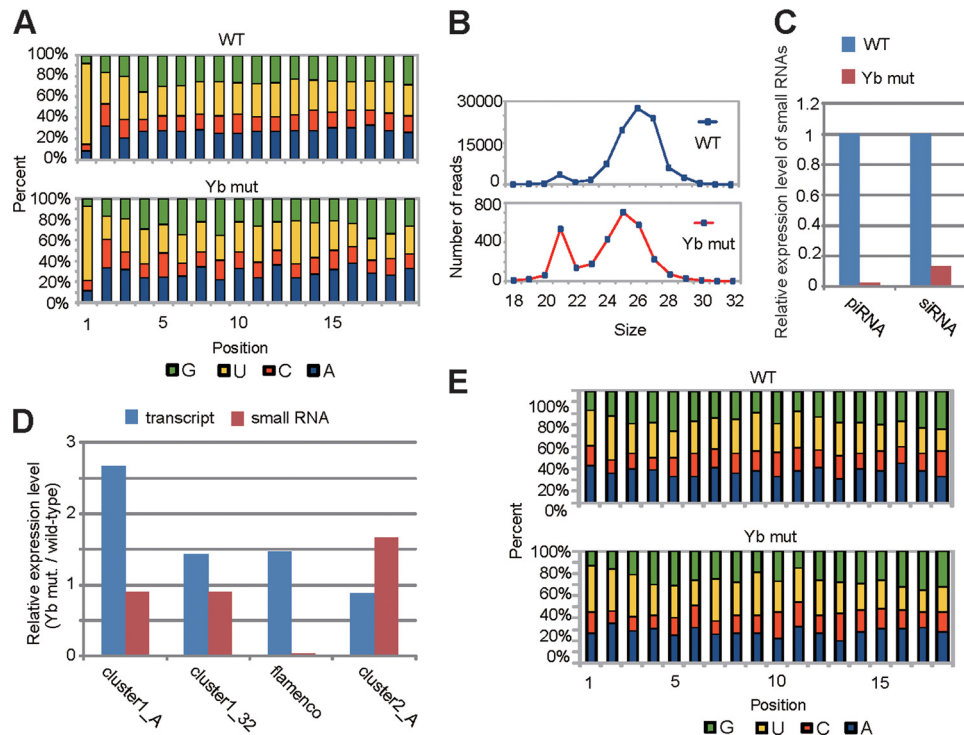 A
WT
100%
80%
60%
40%
20%
0%
Percent
Yb mut
100%
80%
60%
40%
20%
0%
1 5 10 15
Position
G U C A
B
30000
15000
0
WT
Number of reads
800
400
0
Yb mut
18 20 22 24 26 28 30 32
Size
C
WT
Yb mut
Relative expression level of small RNAs
1.2
1
0.8
0.6
0.4
0.2
0
piRNA siRNA
D
transcript small RNA
Relative expression level
(Yb mut. / wild-type)
3
2
1
0
cluster1_A cluster1_32 flamenco cluster2_A
E
WT
100%
80%
60%
40%
20%
0%
Percent
Yb mut
100%
80%
60%
40%
20%
0%
1 5 10 15
Position
G U C A